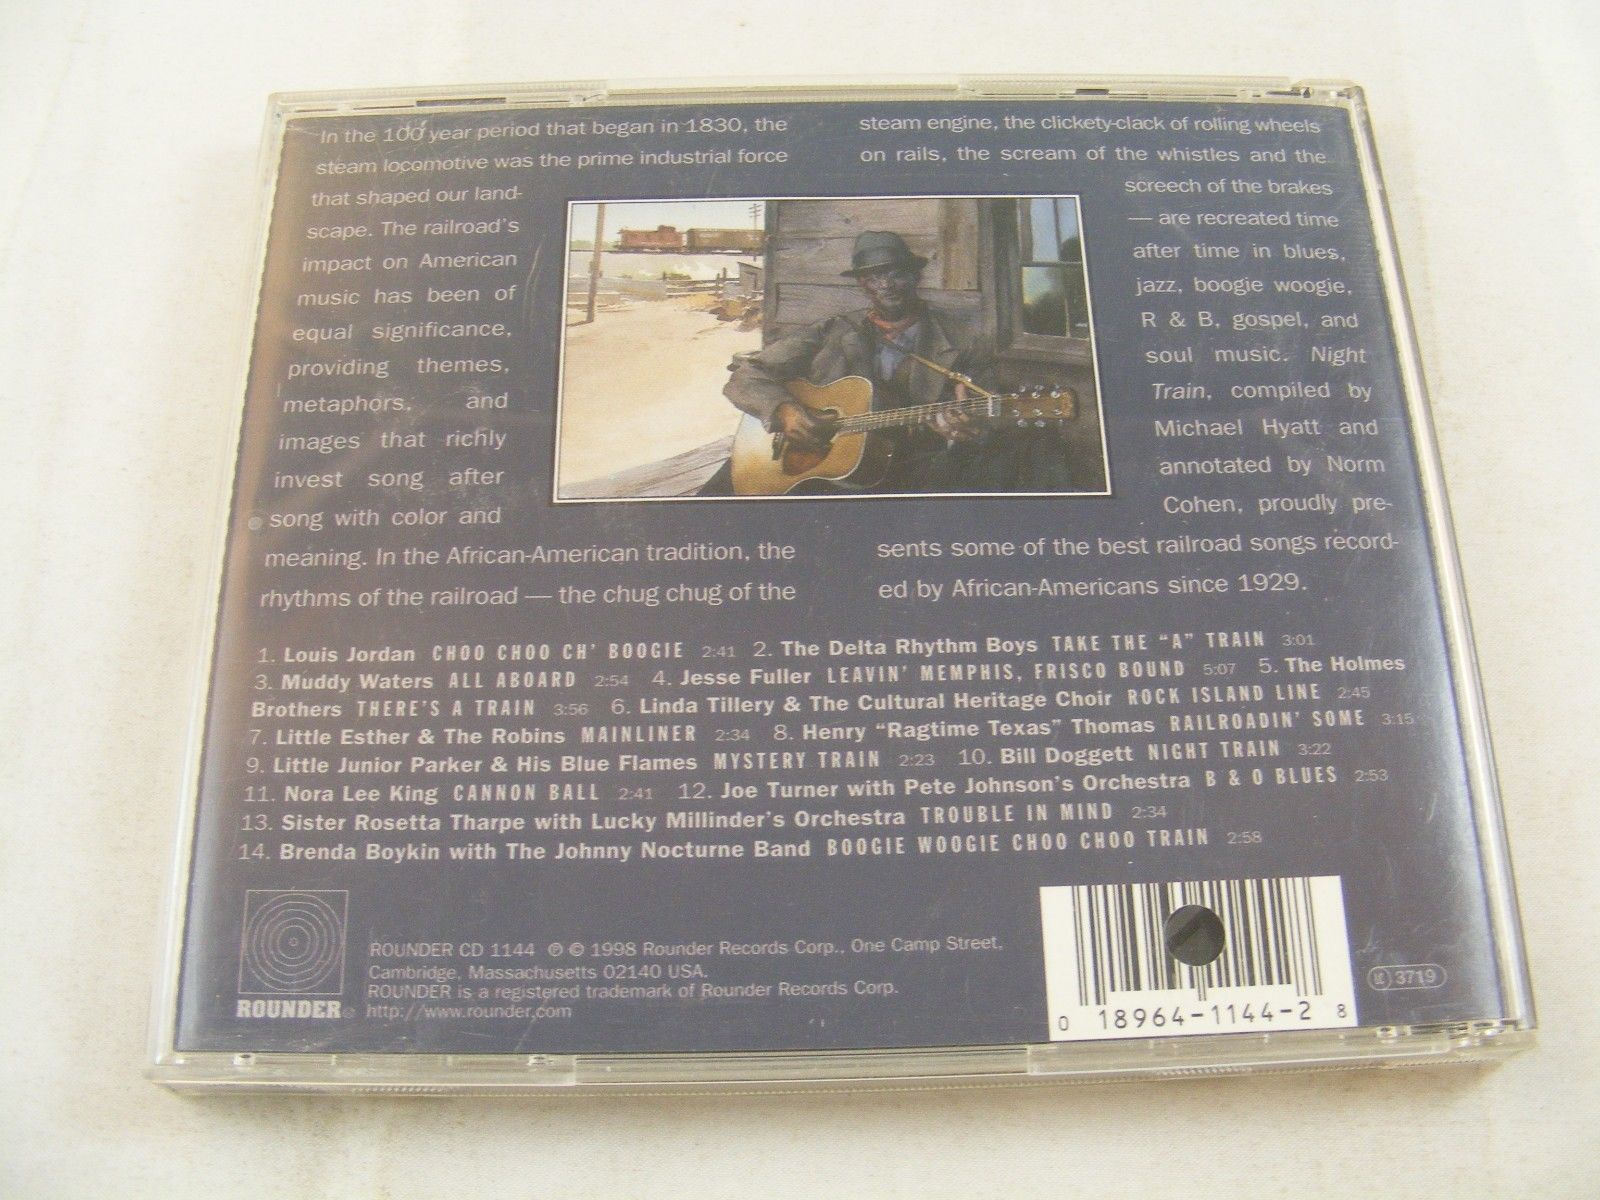 In the 100 year period that began in 1830, the
steam locomotive was the prime industrial force
that shaped our land-
scape. The railroad's
impact on American
music has been of
equal significance,
providing themes,
metaphors, and
images that richly
invest song after
song with color and
meaning. In the African-American tradition, the
rhythms of the railroad — the chug chug of the
steam engine, the clickety-clack of rolling wheels
on rails, the scream of the whistles and the
screech of the brakes
— are recreated time
after time in blues,
jazz, boogie woogie,
R & B, gospel, and
soul music. Night
Train, compiled by
Michael Hyatt and
annotated by Norm
Cohen, proudly pre-
sents some of the best railroad songs record-
ed by African-Americans since 1929.
1. Louis Jordan CHOO CHOO CH' BOOGIE 2:41 2. The Delta Rhythm Boys TAKE THE "A" TRAIN 3:01
3. Muddy Waters ALL ABOARD 2:54 4. Jesse Fuller LEAVIN' MEMPHIS, FRISCO BOUND 5:07 5. The Holmes
Brothers THERE'S A TRAIN 3:56 6. Linda Tillery & The Cultural Heritage Choir ROCK ISLAND LINE 2:45
7. Little Esther & The Robins MAINLINER 2:34 8. Henry "Ragtime Texas" Thomas RAILROADIN' SOME 3:15
9. Little Junior Parker & His Blue Flames MYSTERY TRAIN 2:23 10. Bill Doggett NIGHT TRAIN 3:22
11. Nora Lee King CANNON BALL 2:41 12. Joe Turner with Pete Johnson's Orchestra B & O BLUES 2:53
13. Sister Rosetta Tharpe with Lucky Millinder's Orchestra TROUBLE IN MIND 2:34
14. Brenda Boykin with The Johnny Nocturne Band BOOGIE WOOGIE CHOO CHOO TRAIN 2:58
ROUNDER®
ROUNDER CD 1144 ℗ © 1998 Rounder Records Corp., One Camp Street,
Cambridge, Massachusetts 02140 USA.
ROUNDER is a registered trademark of Rounder Records Corp.
http://www.rounder.com
0 18964-1144-2 8
K 3719